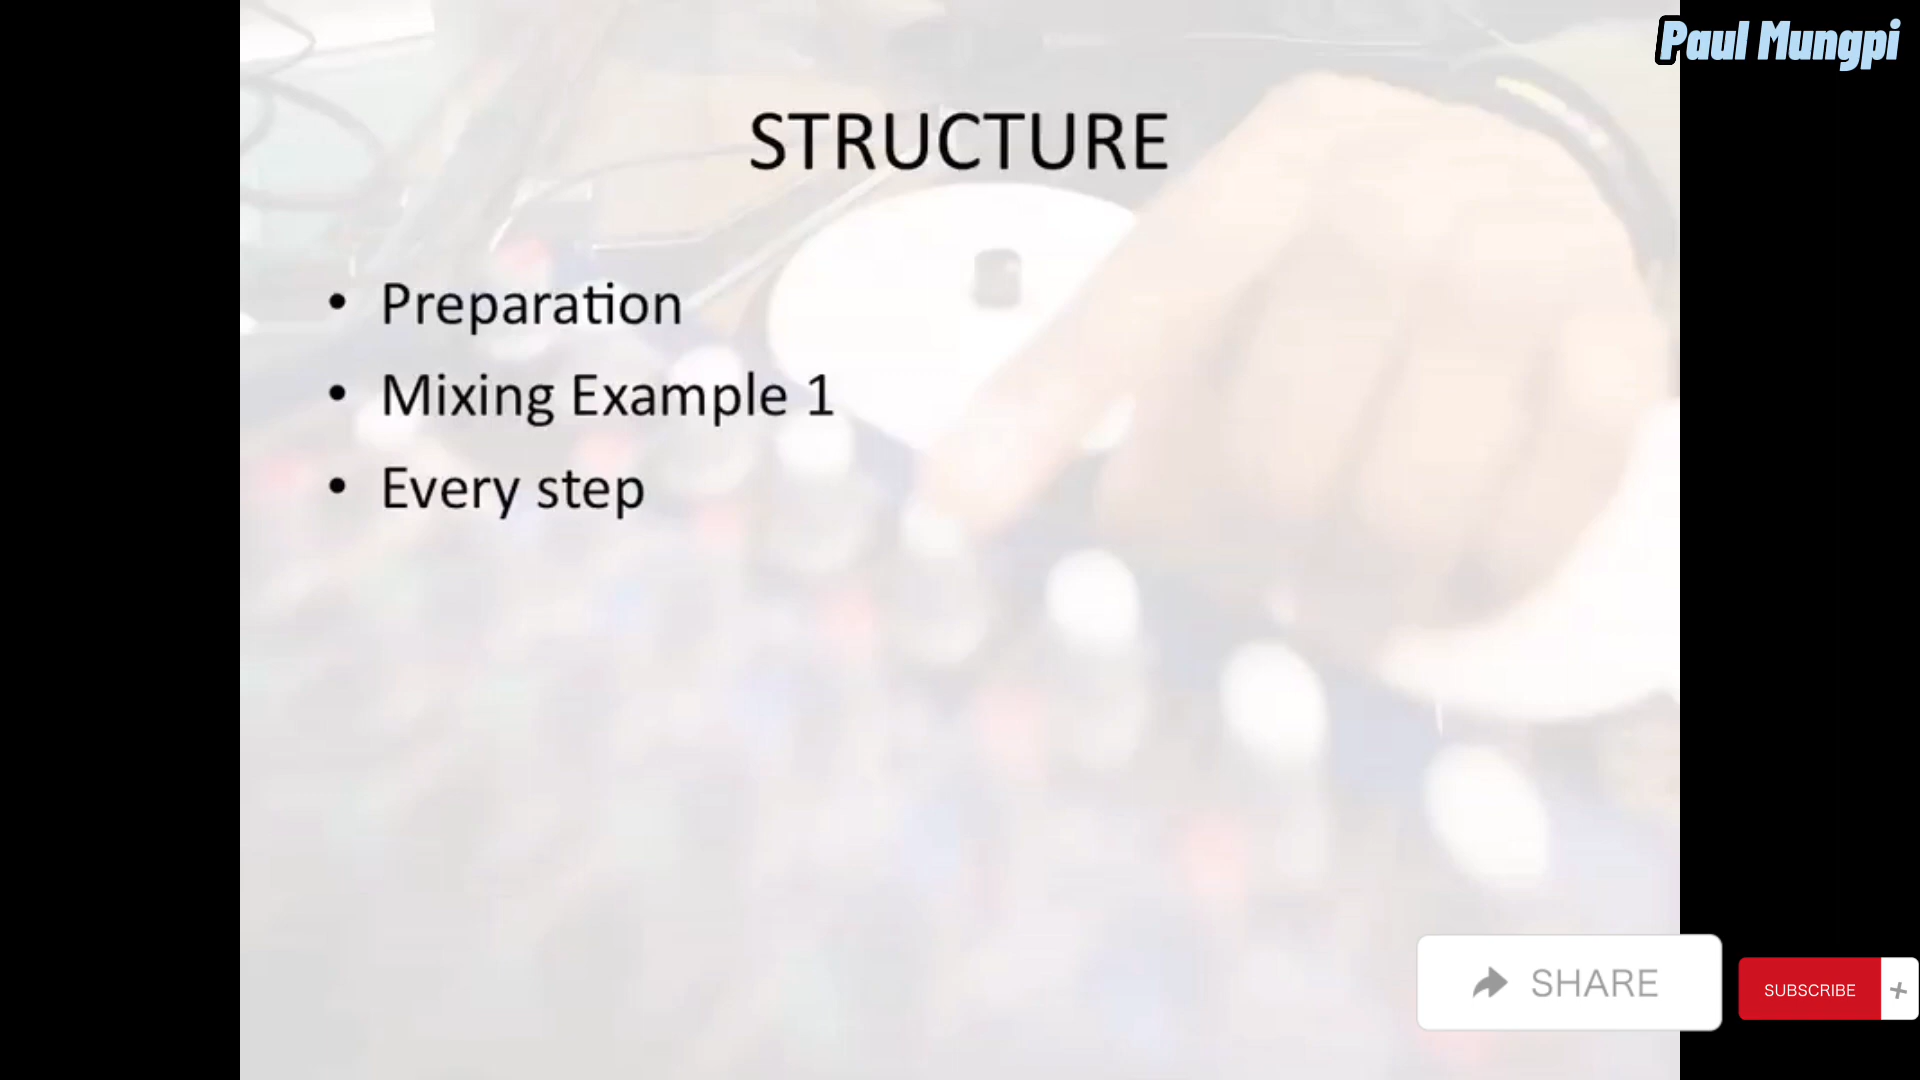 Paul Mungpi
STRUCTURE
• Preparation
• Mixing Example 1
• Every step
SHARE
SUBSCRIBE +